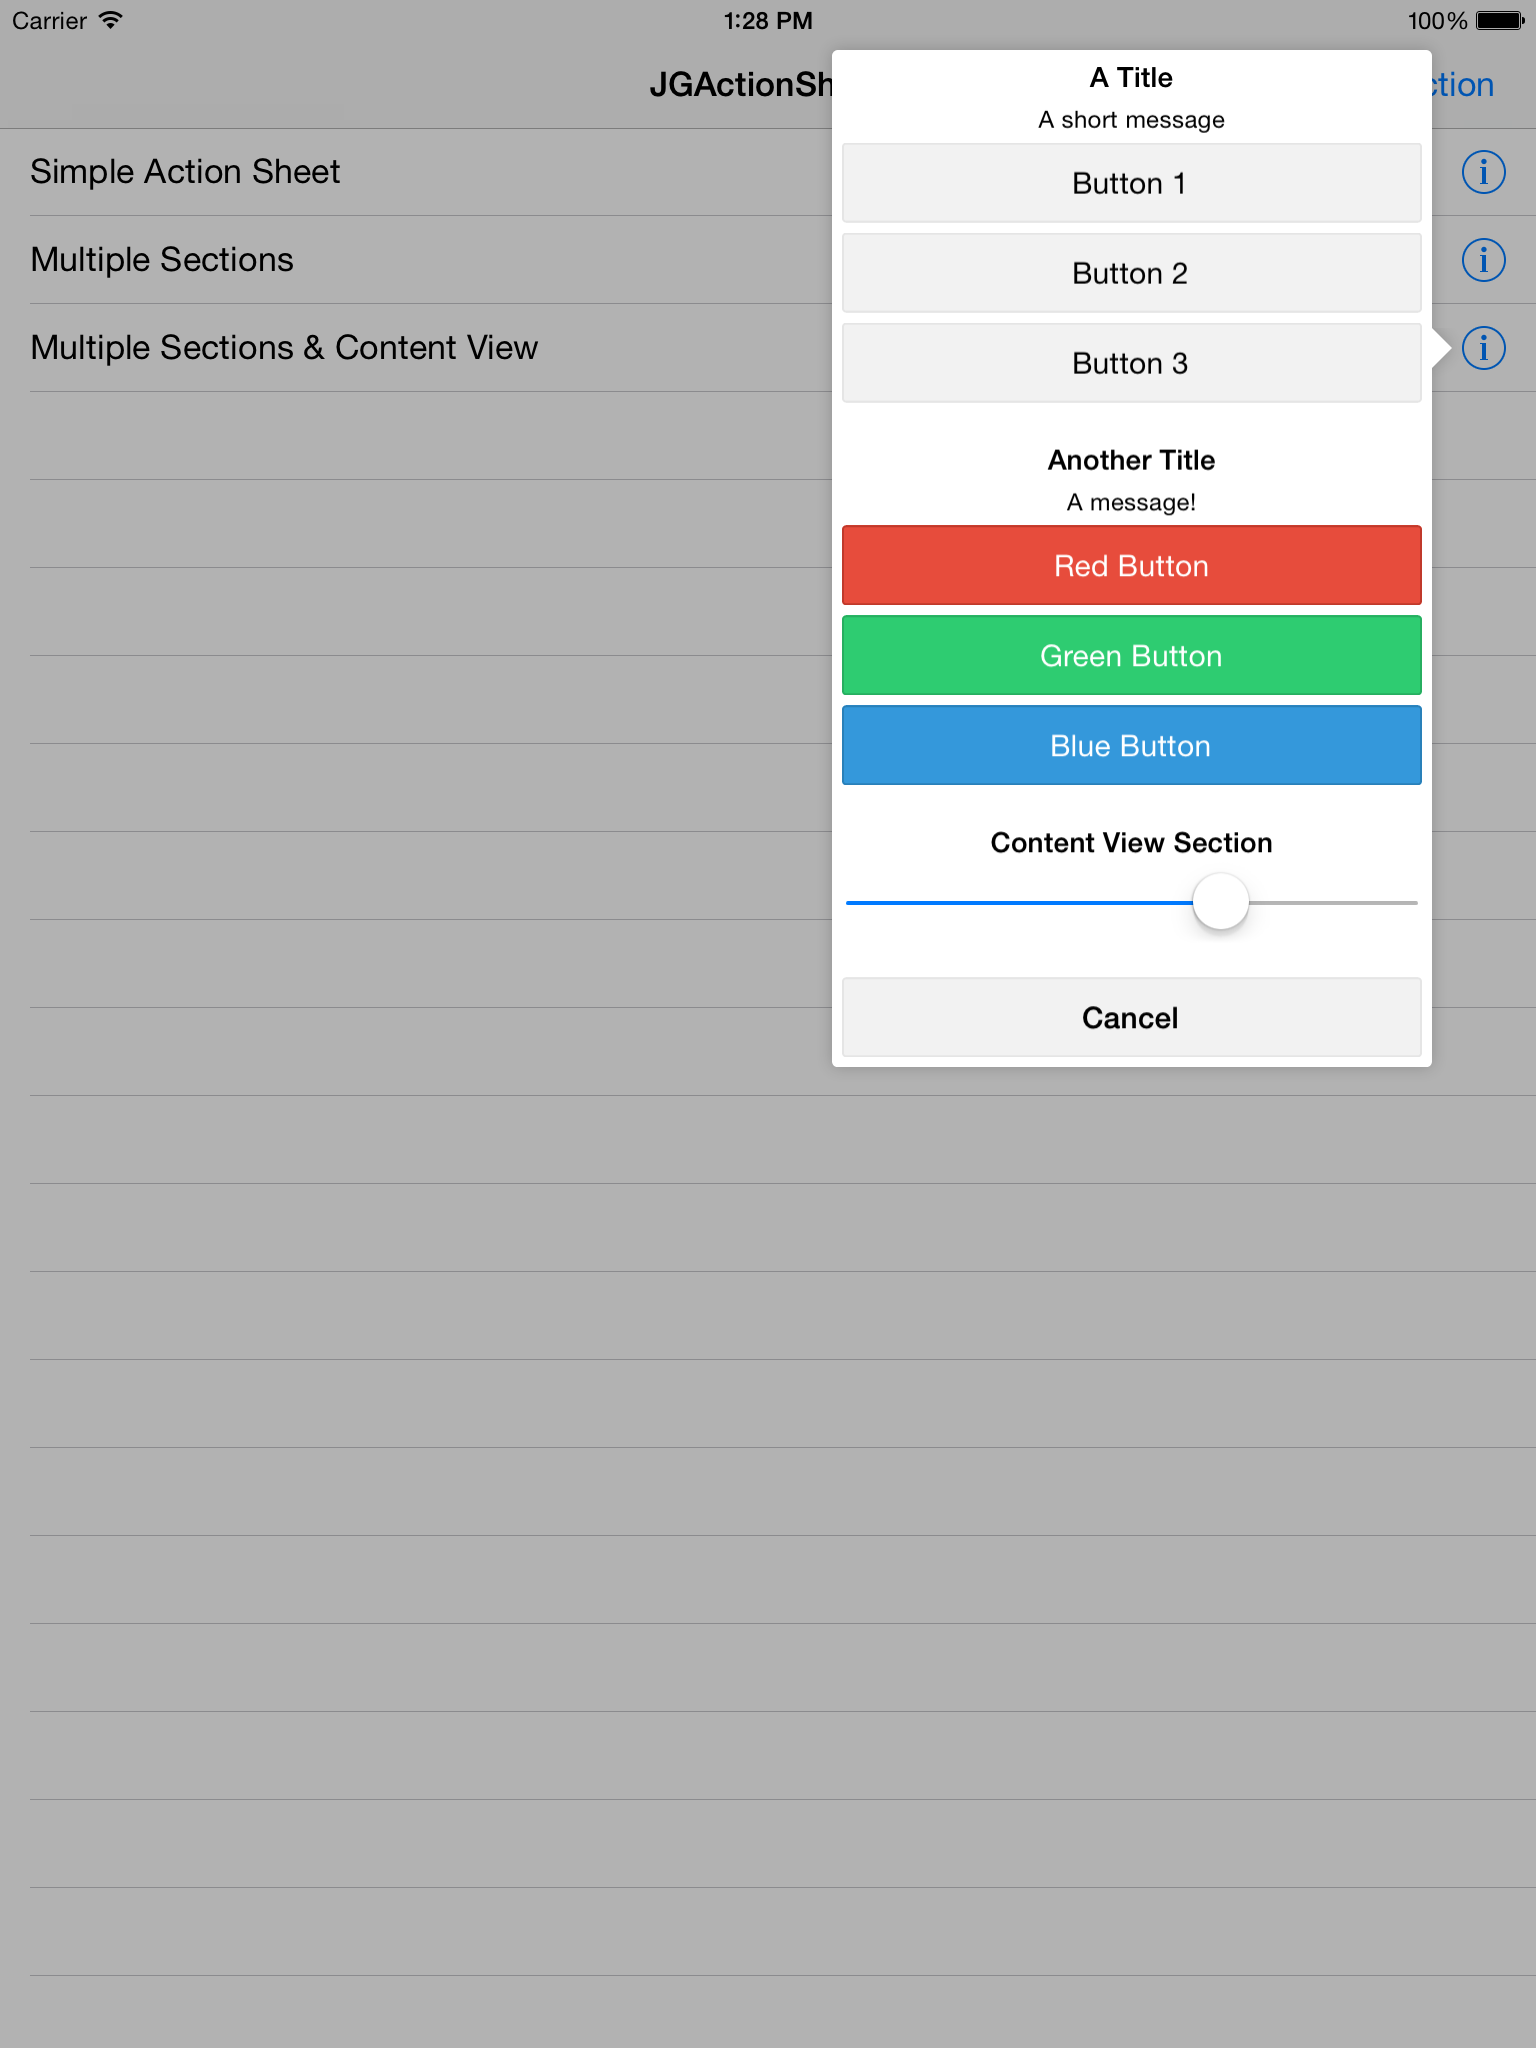 Carrier 1:28 PM 100%
JGActionSh ction
A Title
A short message
Simple Action Sheet
Button 1
Multiple Sections
Button 2
Multiple Sections & Content View
Button 3
Another Title
A message!
Red Button
Green Button
Blue Button
Content View Section
Cancel